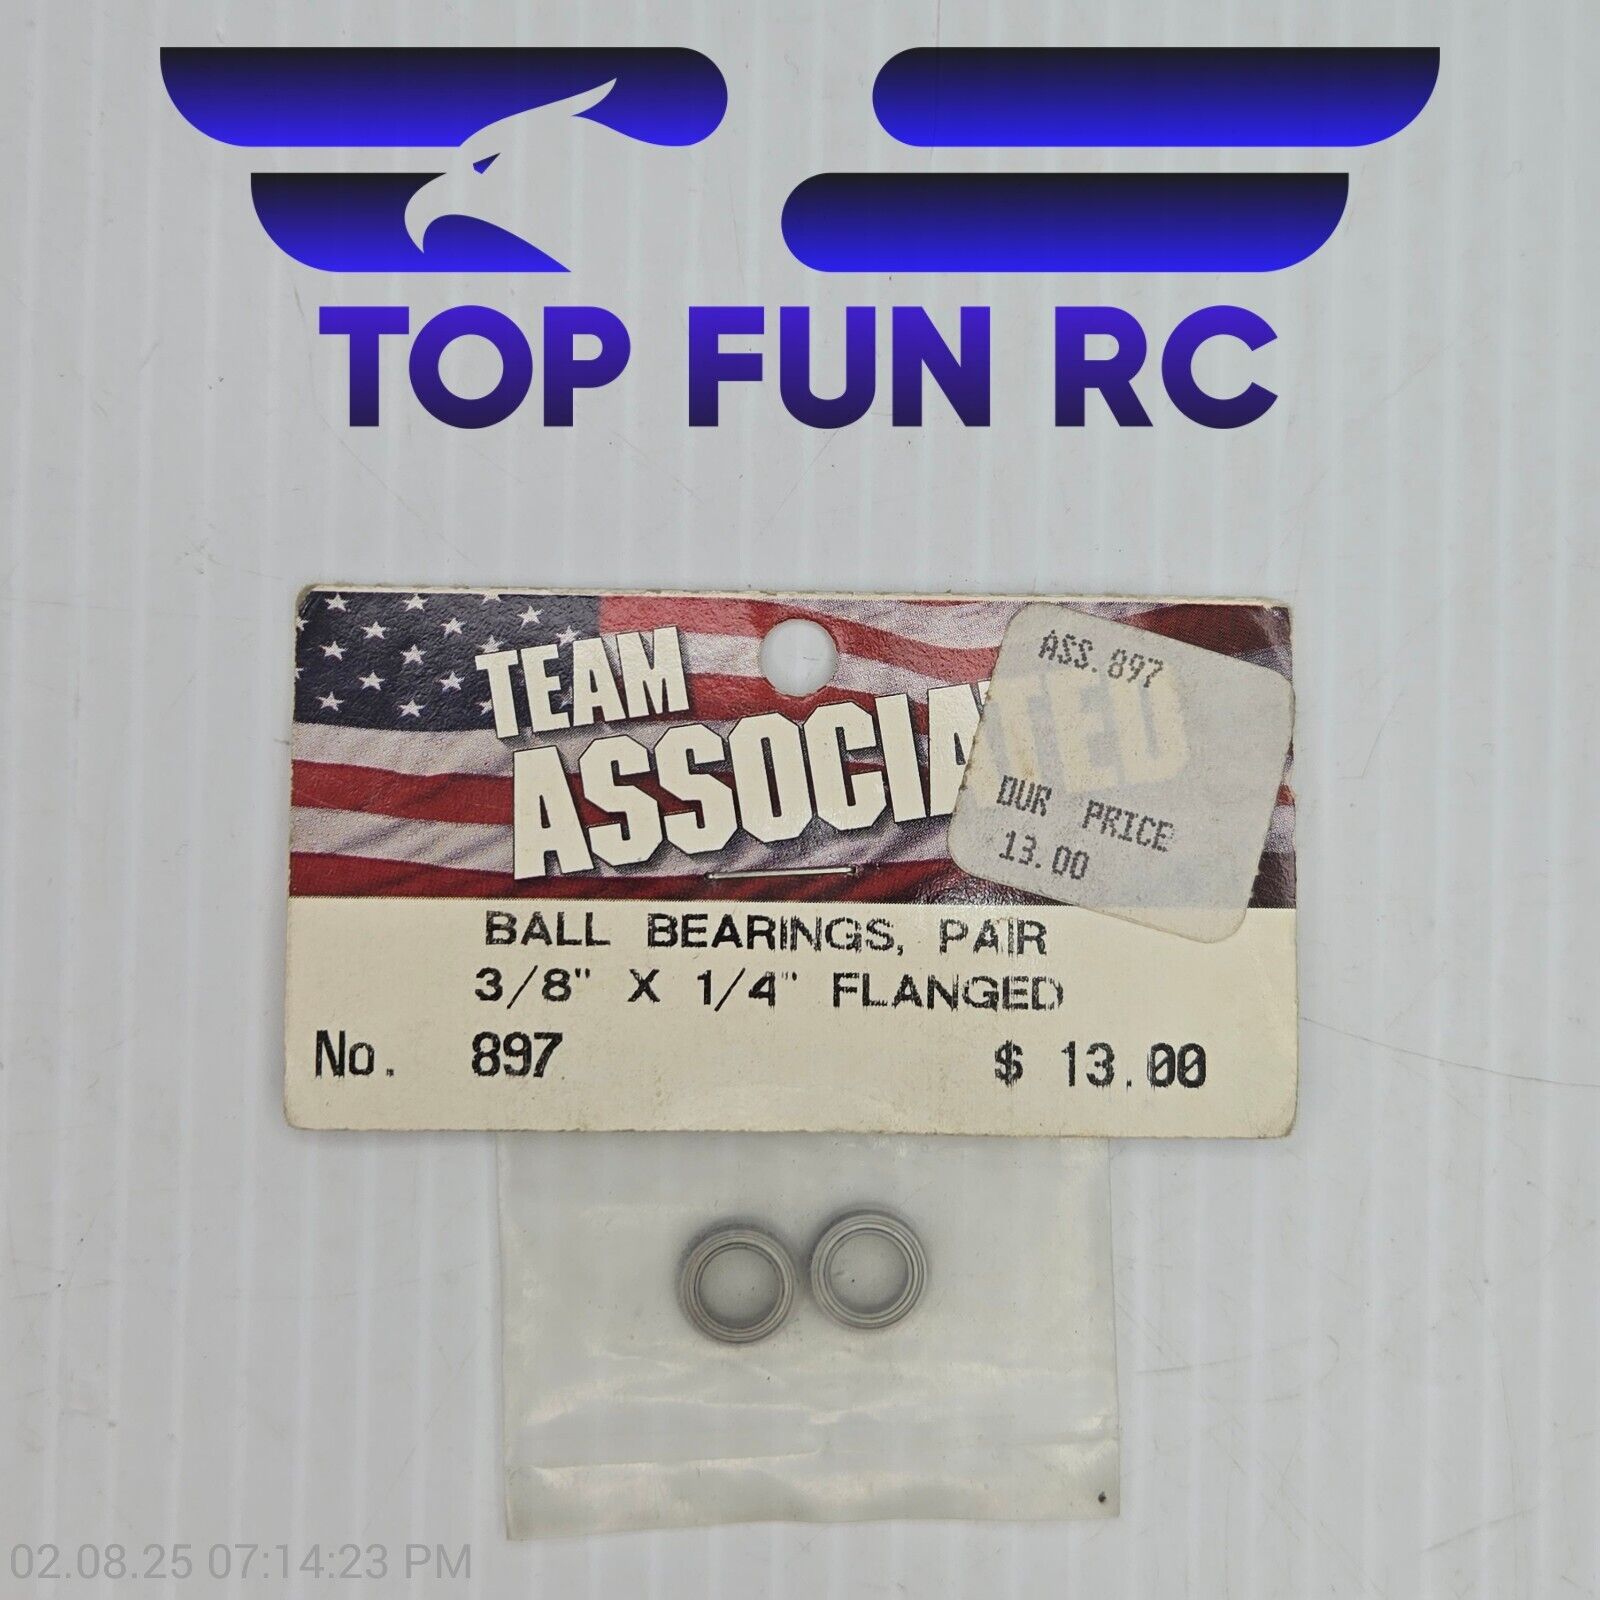 TOP FUN RC
TEAM
ASSOCIATED
ASS.897
OUR PRICE
13.00
BALL BEARINGS, PAIR
3/8" X 1/4" FLANGED
No. 897 $ 13.00
02.08.25 07:14:23 PM